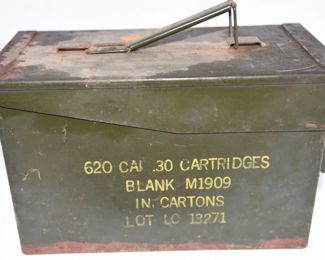 620 CAL .30 CARTRIDGES
BLANK M1909
IN CARTONS
LOT LC 13271